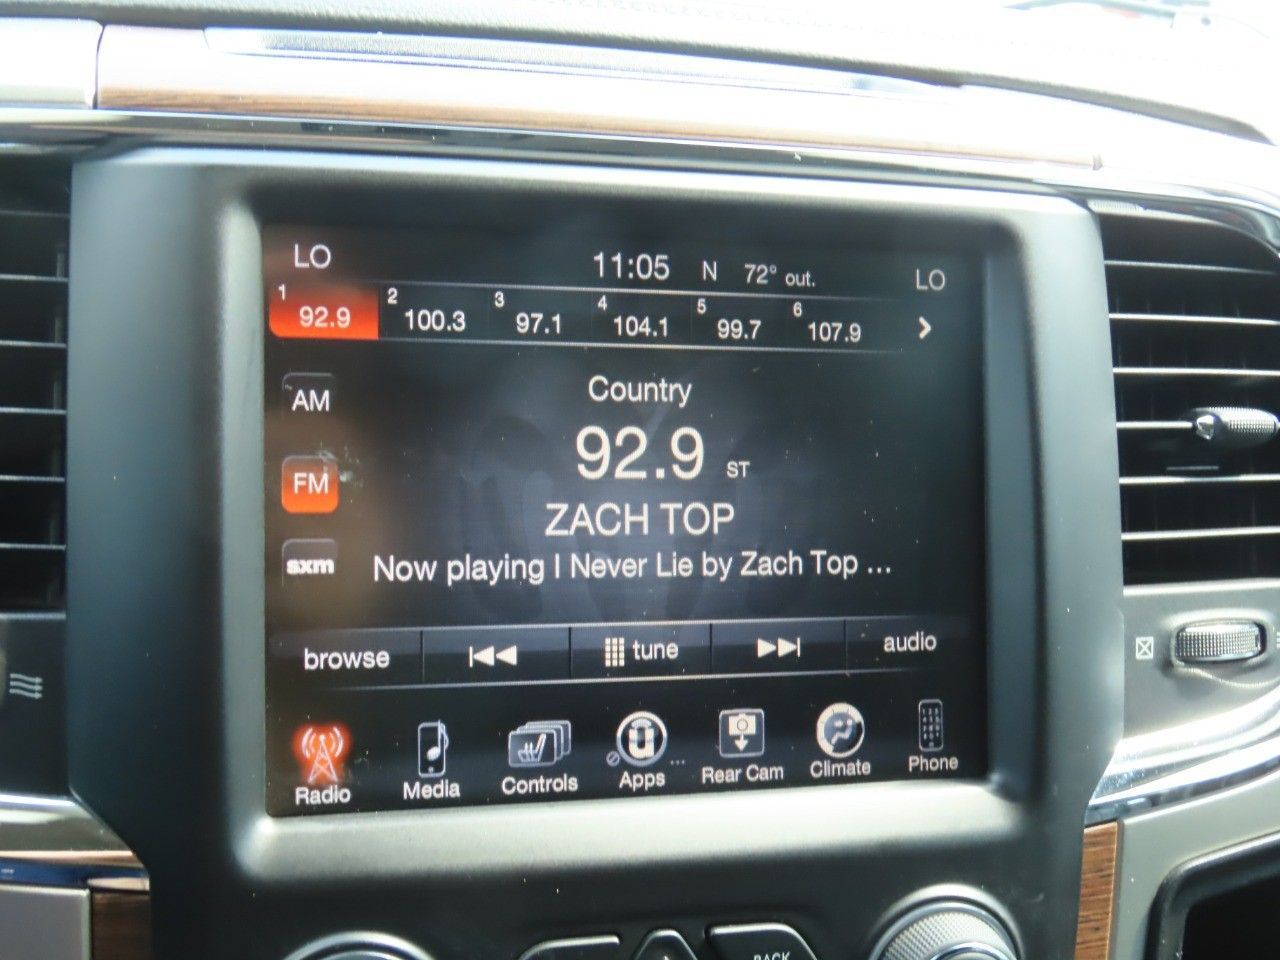 LO 11:05 N 72° out. LO
1 92.9 2 100.3 3 97.1 4 104.1 5 99.7 6 107.9 >
AM
Country
92.9 ST
FM
ZACH TOP
sxm
Now playing I Never Lie by Zach Top ...
browse tune audio
Radio Media Controls Apps ... Rear Cam Climate Phone
BACK